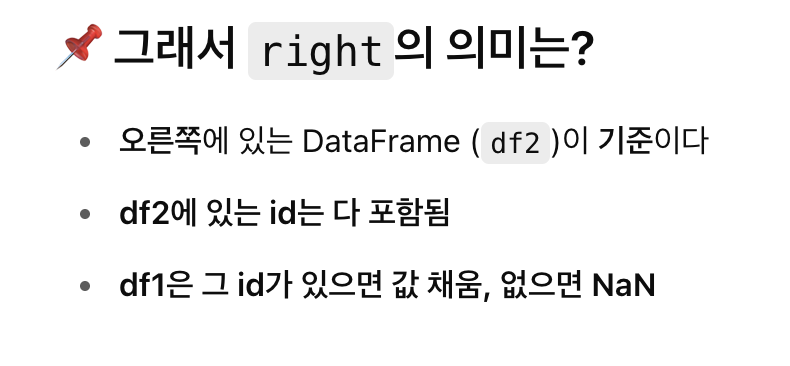 📌 그래서 right의 의미는?
• 오른쪽에 있는 DataFrame (df2)이 기준이다
• df2에 있는 id는 다 포함됨
• df1은 그 id가 있으면 값 채움, 없으면 NaN